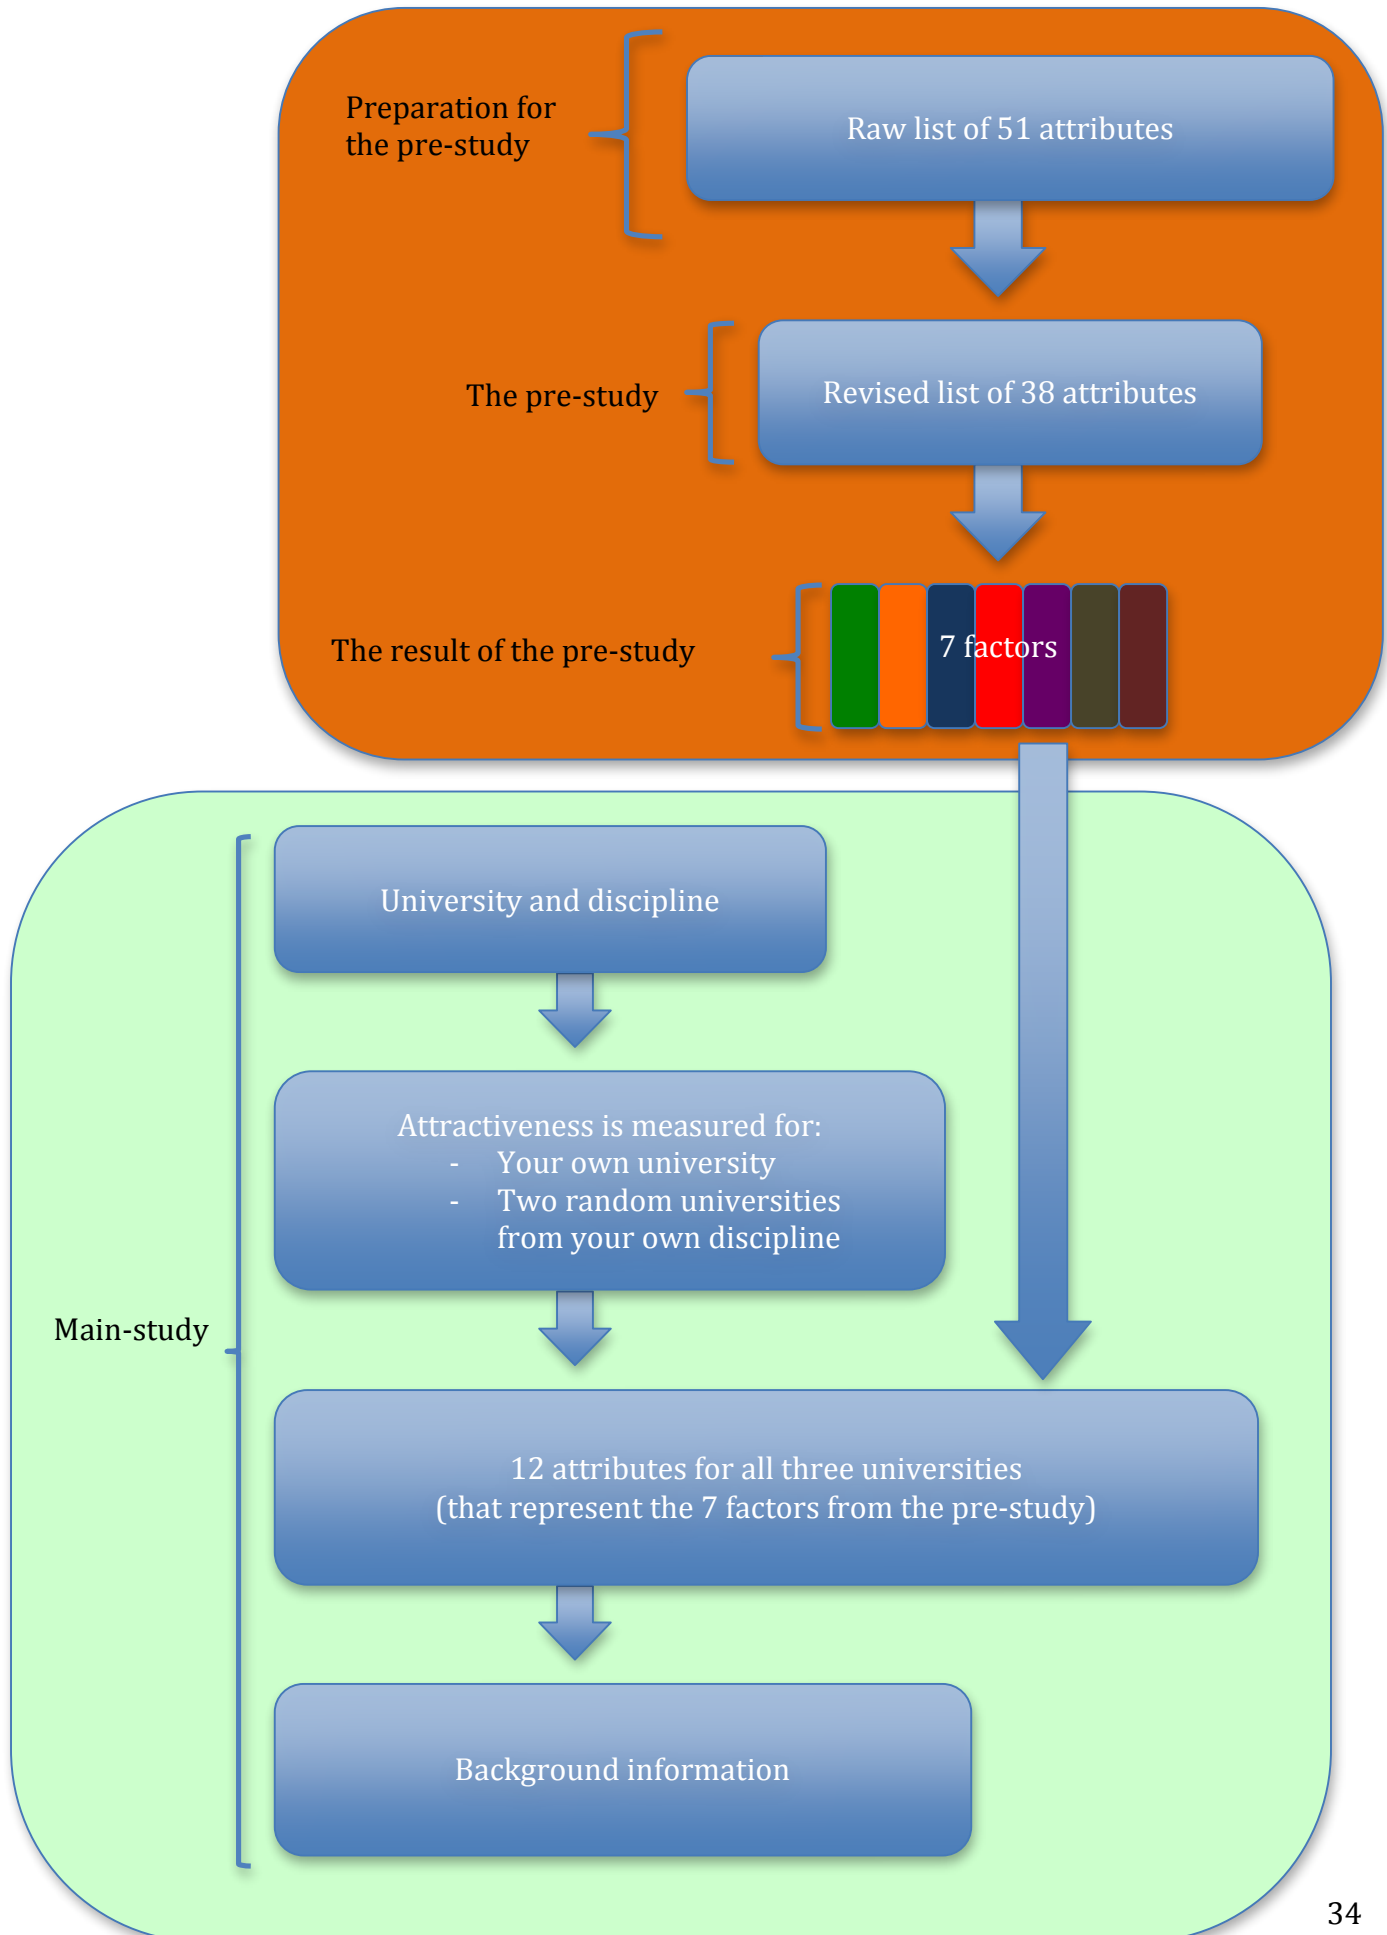 Preparation for
the pre-study
Raw list of 51 attributes
The pre-study
Revised list of 38 attributes
The result of the pre-study
7 factors
University and discipline
Attractiveness is measured for:
- Your own university
- Two random universities
from your own discipline
Main-study
12 attributes for all three universities
(that represent the 7 factors from the pre-study)
Background information
34